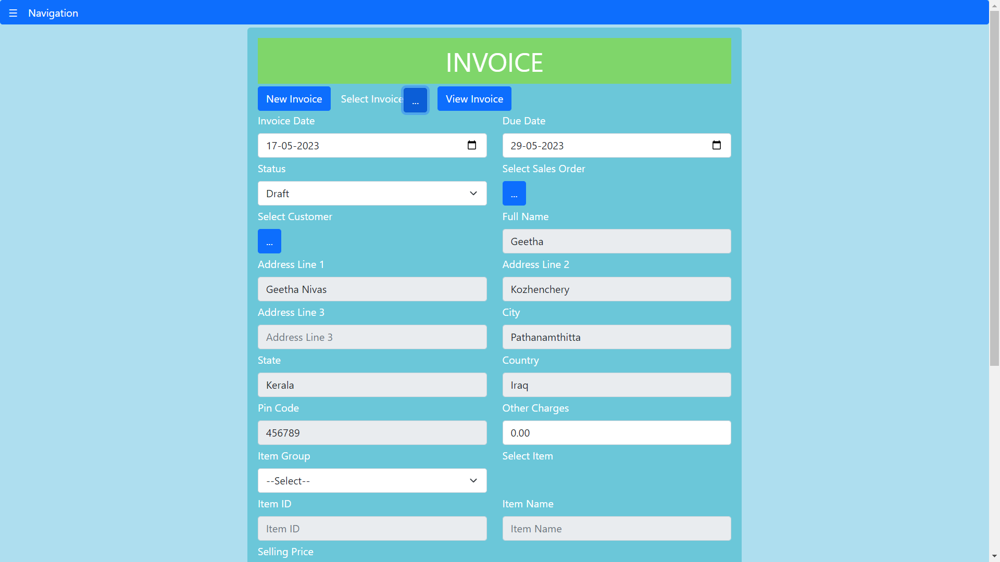 ☰ Navigation
INVOICE
New Invoice Select Invoice ... View Invoice
Invoice Date Due Date
17-05-2023 29-05-2023
Status Select Sales Order
Draft ...
Select Customer Full Name
... Geetha
Address Line 1 Address Line 2
Geetha Nivas Kozhenchery
Address Line 3 City
Address Line 3 Pathanamthitta
State Country
Kerala Iraq
Pin Code Other Charges
456789 0.00
Item Group Select Item
--Select--
Item ID Item Name
Item ID Item Name
Selling Price